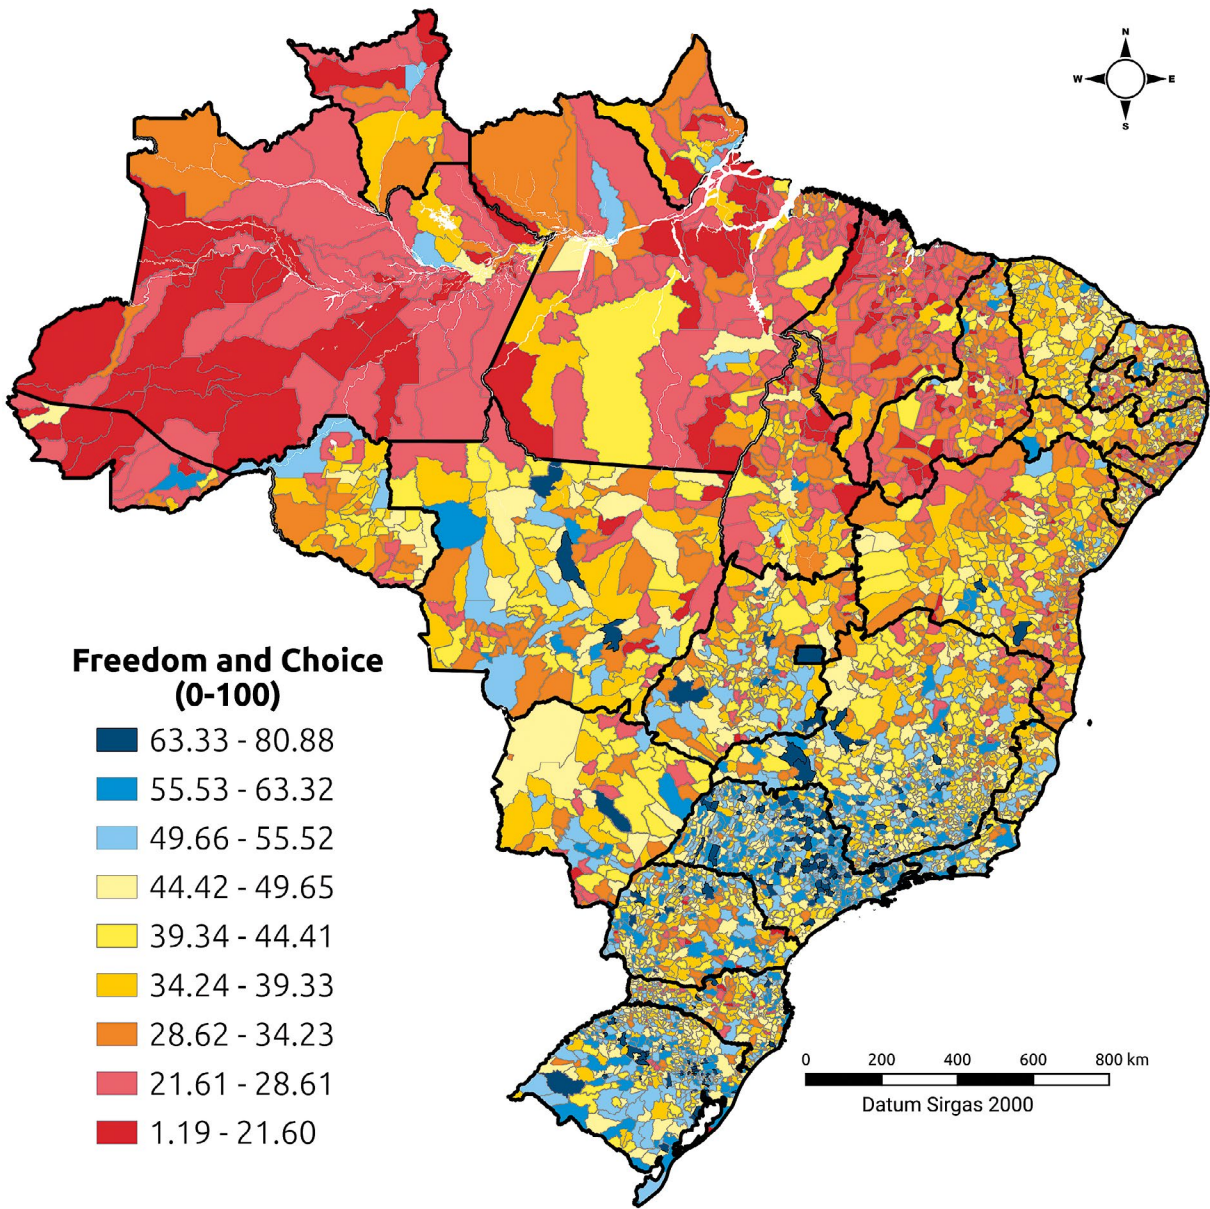 N
W E
S
Freedom and Choice
(0-100)
63.33 - 80.88
55.53 - 63.32
49.66 - 55.52
44.42 - 49.65
39.34 - 44.41
34.24 - 39.33
28.62 - 34.23
21.61 - 28.61
1.19 - 21.60
0 200 400 600 800 km
Datum Sirgas 2000